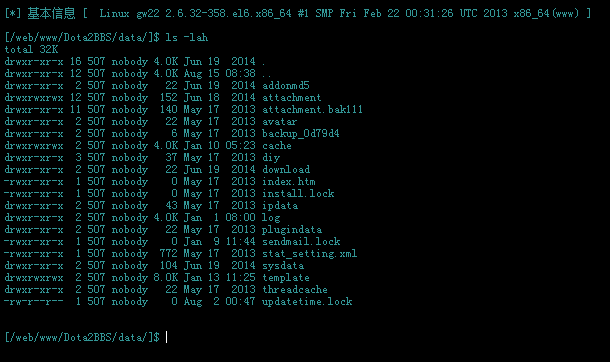 [*] 基本信息 [ Linux gw22 2.6.32-358.el6.x86_64 #1 SMP Fri Feb 22 00:31:26 UTC 2013 x86_64(www) ]
[/web/www/Dota2BBS/data/]$ ls -lah
total 32K
drwxr-xr-x 16 507 nobody 4.0K Jun 19  2014 .
drwxr-xr-x 12 507 nobody 4.0K Aug 15 08:38 ..
drwxr-xr-x  2 507 nobody   22 Jun 19  2014 addonmd5
drwxrwxrwx 12 507 nobody  152 Jun 18  2014 attachment
drwxr-xr-x 11 507 nobody  140 May 17  2013 attachment.bak111
drwxr-xr-x  2 507 nobody   22 May 17  2013 avatar
drwxr-xr-x  2 507 nobody    6 May 17  2013 backup_0d79d4
drwxrwxrwx  2 507 nobody 4.0K Jan 10 05:23 cache
drwxr-xr-x  3 507 nobody   37 May 17  2013 diy
drwxr-xr-x  2 507 nobody   22 Jun 19  2014 download
-rwxr-xr-x  1 507 nobody    0 May 17  2013 index.htm
-rwxr-xr-x  1 507 nobody    0 May 17  2013 install.lock
drwxr-xr-x  2 507 nobody   43 May 17  2013 ipdata
drwxr-xr-x  2 507 nobody 4.0K Jan  1 08:00 log
drwxr-xr-x  2 507 nobody   22 May 17  2013 plugindata
-rwxr-xr-x  1 507 nobody    0 Jan  9 11:44 sendmail.lock
-rwxr-xr-x  1 507 nobody  772 May 17  2013 stat_setting.xml
drwxr-xr-x  2 507 nobody  104 Jun 19  2014 sysdata
drwxrwxrwx  2 507 nobody 8.0K Jan 13 11:25 template
drwxr-xr-x  2 507 nobody   22 May 17  2013 threadcache
-rw-r--r--  1 507 nobody    0 Aug  2 00:47 updatetime.lock
[/web/www/Dota2BBS/data/]$